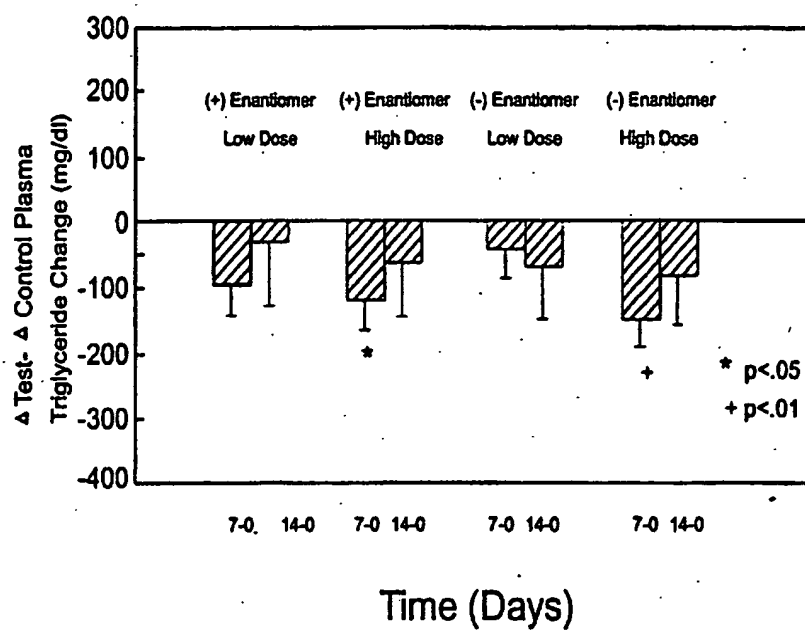 300
200
100
0
-100
-200
-300
-400
Δ Test- Δ Control Plasma
Triglyceride Change (mg/dl)
(+) Enantiomer
Low Dose
(+) Enantiomer
High Dose
(-) Enantiomer
Low Dose
(-) Enantiomer
High Dose
*
+
* p<.05
+ p<.01
7-0 14-0
7-0 14-0
7-0 14-0
7-0 14-0
Time (Days)